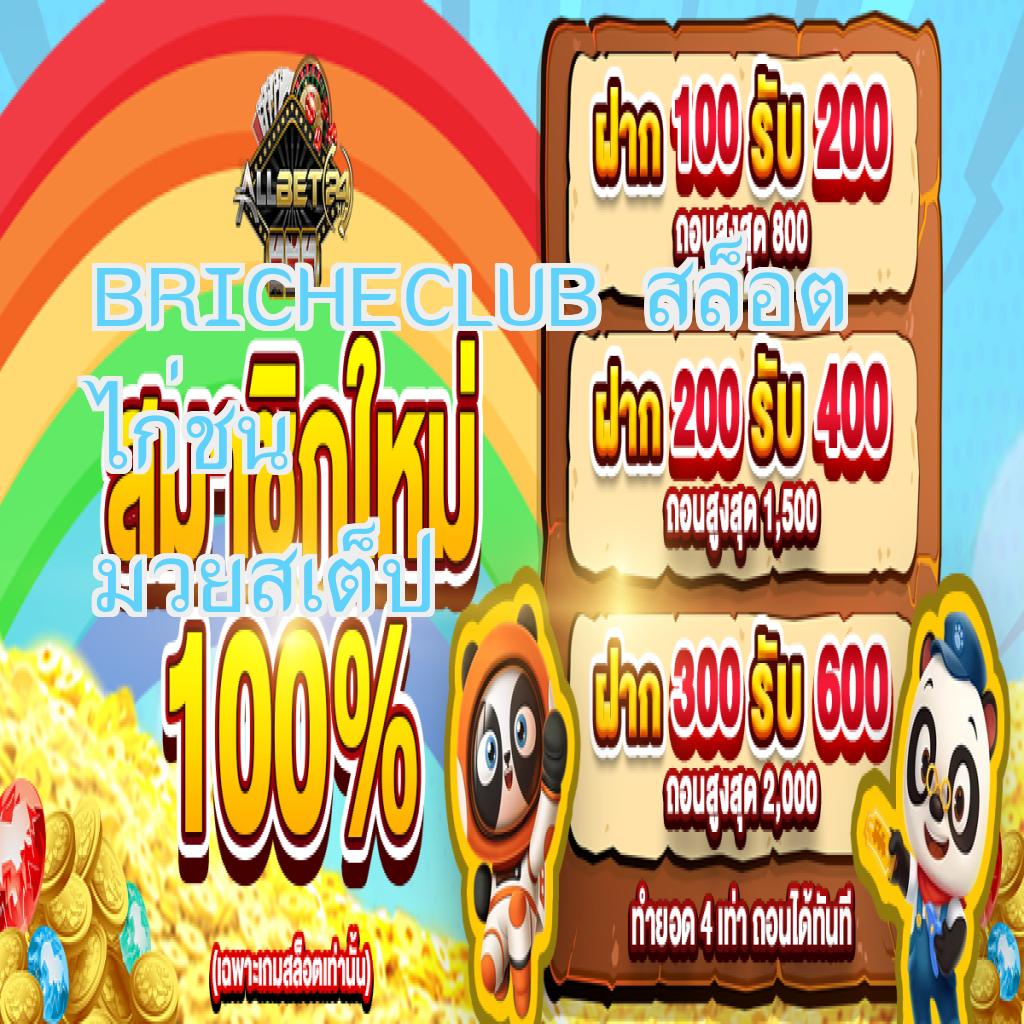 ALLBET24
BRICHECLUB สล็อต
ไก่ชน
มวยสเต็ป
สมาชิกใหม่
100%
(เฉพาะเกมสล็อตเท่านั้น)
ฝาก 100 รับ 200
ถอนสูงสุด 800
ฝาก 200 รับ 400
ถอนสูงสุด 1,500
ฝาก 300 รับ 600
ถอนสูงสุด 2,000
ทำยอด 4 เท่า ถอนได้ทันที